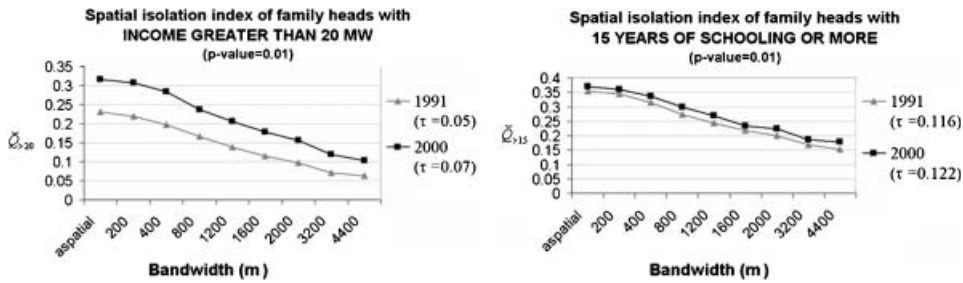 Spatial isolation index of family heads with
INCOME GREATER THAN 20 MW
(p-value=0.01)
0.35
0.3
0.25
0.2
0.15
0.1
0.05
0
Q̌>20
aspatial
200
400
800
1200
1600
2000
3200
4400
Bandwidth (m)
1991
(τ =0.05)
2000
(τ =0.07)
Spatial isolation index of family heads with
15 YEARS OF SCHOOLING OR MORE
(p-value=0.01)
0.4
0.35
0.3
0.25
0.2
0.15
0.1
0.05
0
Q̌>15
aspatial
200
400
800
1200
1600
2000
3200
4400
Bandwidth (m)
1991
(τ =0.116)
2000
(τ =0.122)